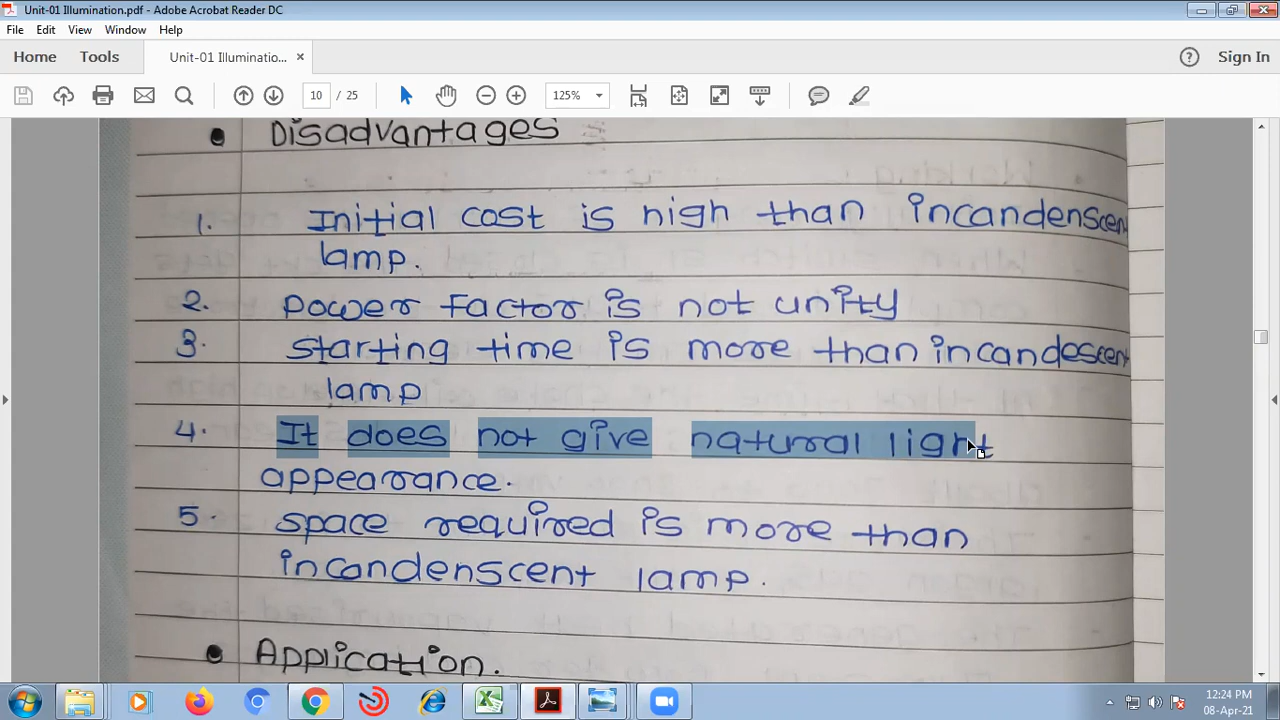 Unit-01 Illumination.pdf - Adobe Acrobat Reader DC
File Edit View Window Help
Home Tools Unit-01 Illuminatio... × Sign In
10 / 25 125%
• Disadvantages
1. Initial cost is high than incandenscent
lamp.
2. power factor is not unity
3. starting time is more than incandescent
lamp
4. It does not give natural light
appearance.
5. space required is more than
incandenscent lamp.
• Application.
12:24 PM
08-Apr-21